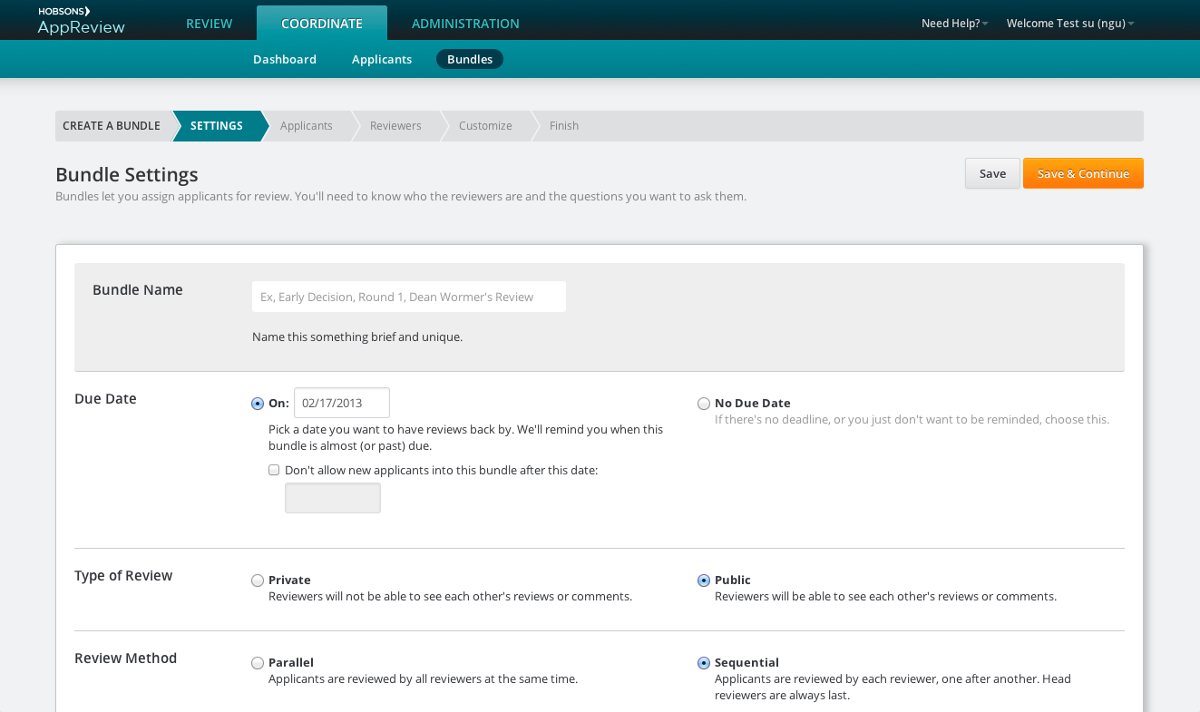 HOBSONS
AppReview
REVIEW
COORDINATE
ADMINISTRATION
Need Help?
Welcome Test su (ngu)
Dashboard
Applicants
Bundles
CREATE A BUNDLE
SETTINGS
Applicants
Reviewers
Customize
Finish
Bundle Settings
Bundles let you assign applicants for review. You'll need to know who the reviewers are and the questions you want to ask them.
Save
Save & Continue
Bundle Name
Ex, Early Decision, Round 1, Dean Wormer's Review
Name this something brief and unique.
Due Date
On:
02/17/2013
Pick a date you want to have reviews back by. We'll remind you when this
bundle is almost (or past) due.
Don't allow new applicants into this bundle after this date:
No Due Date
If there's no deadline, or you just don't want to be reminded, choose this.
Type of Review
Private
Reviewers will not be able to see each other's reviews or comments.
Public
Reviewers will be able to see each other's reviews or comments.
Review Method
Parallel
Applicants are reviewed by all reviewers at the same time.
Sequential
Applicants are reviewed by each reviewer, one after another. Head
reviewers are always last.